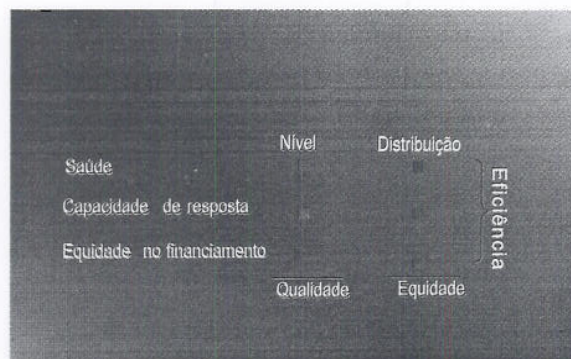 Nível Distribuição
Saúde
Capacidade de resposta
Equidade no financiamento
Eficiência
Qualidade Equidade